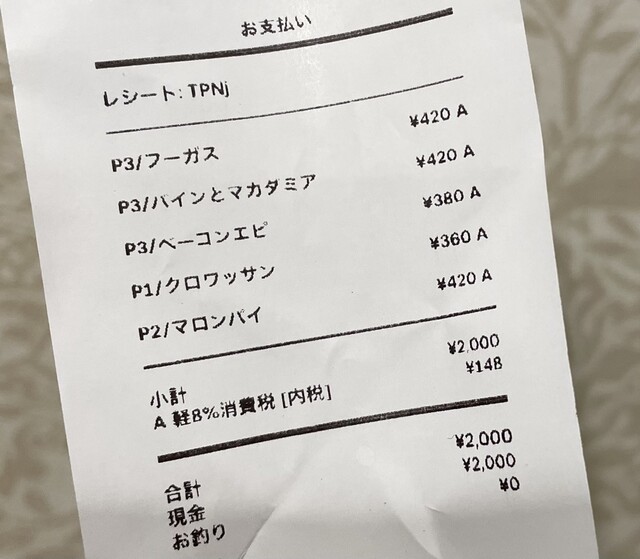 お支払い
レシート: TPNj
P3/フーガス ¥420 A
P3/パインとマカダミア ¥420 A
P3/ベーコンエピ ¥380 A
P1/クロワッサン ¥360 A
P2/マロンパイ ¥420 A
小計 ¥2,000
A 軽8%消費税 [内税] ¥148
合計 ¥2,000
現金 ¥2,000
お釣り ¥0